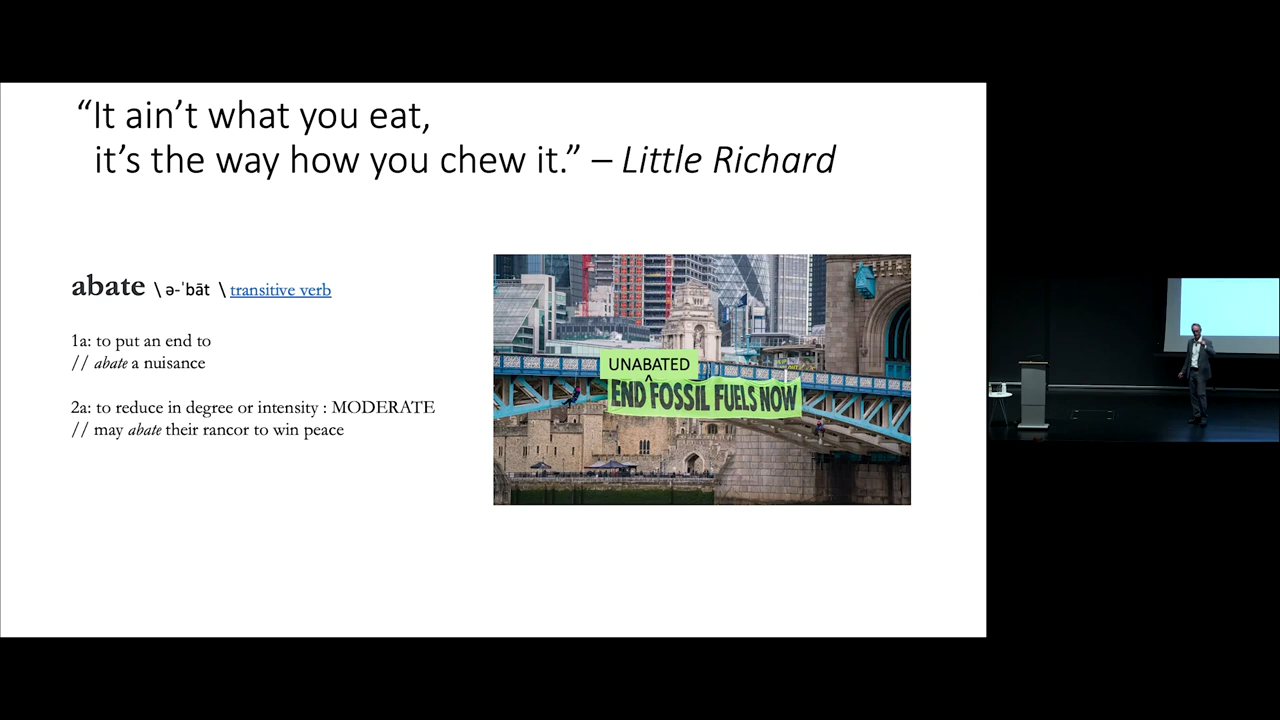 “It ain’t what you eat,
it’s the way how you chew it.” – Little Richard
abate \ ə-ˈbāt \ transitive verb
1a: to put an end to
// abate a nuisance
2a: to reduce in degree or intensity : MODERATE
// may abate their rancor to win peace
UNABATED
^
END FOSSIL FUELS NOW